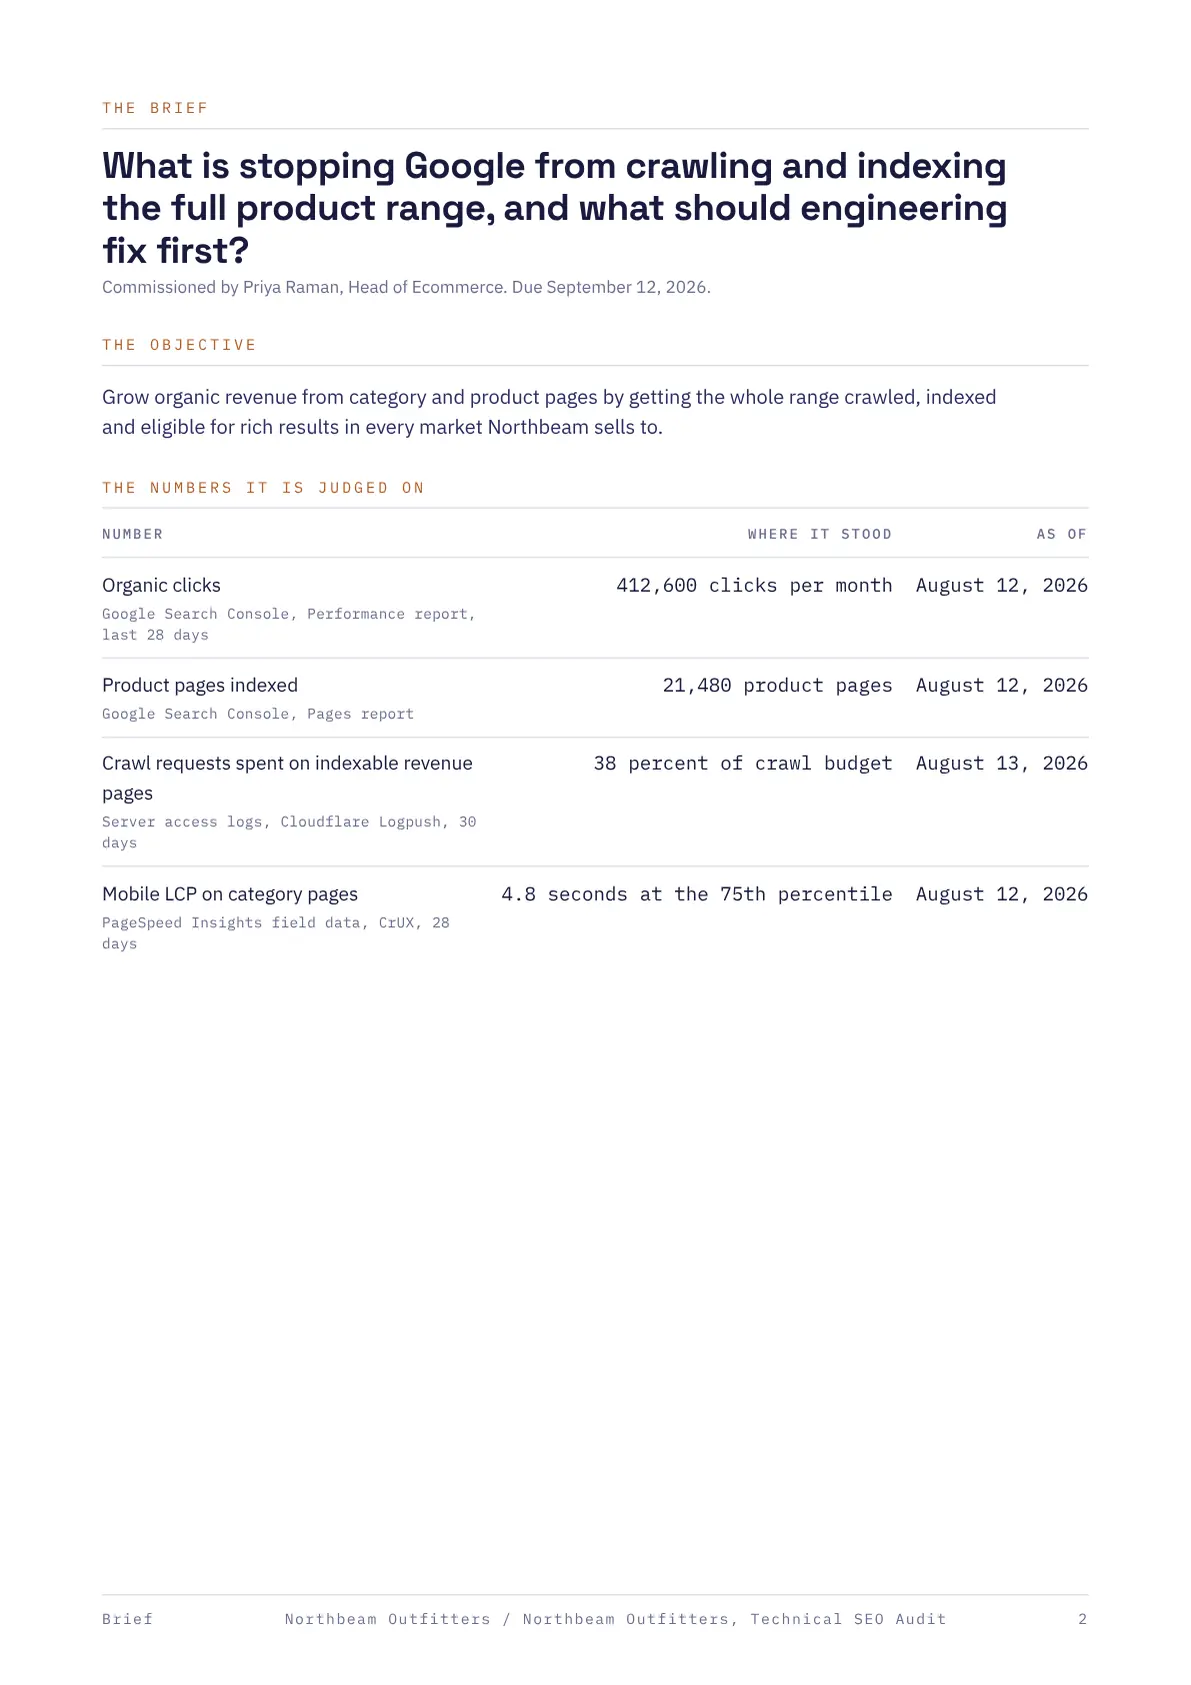 THE BRIEF
What is stopping Google from crawling and indexing
the full product range, and what should engineering
fix first?
Commissioned by Priya Raman, Head of Ecommerce. Due September 12, 2026.
THE OBJECTIVE
Grow organic revenue from category and product pages by getting the whole range crawled, indexed
and eligible for rich results in every market Northbeam sells to.
THE NUMBERS IT IS JUDGED ON
NUMBER WHERE IT STOOD AS OF
Organic clicks 412,600 clicks per month August 12, 2026
Google Search Console, Performance report,
last 28 days
Product pages indexed 21,480 product pages August 12, 2026
Google Search Console, Pages report
Crawl requests spent on indexable revenue 38 percent of crawl budget August 13, 2026
pages
Server access logs, Cloudflare Logpush, 30
days
Mobile LCP on category pages 4.8 seconds at the 75th percentile August 12, 2026
PageSpeed Insights field data, CrUX, 28
days
Brief Northbeam Outfitters / Northbeam Outfitters, Technical SEO Audit 2